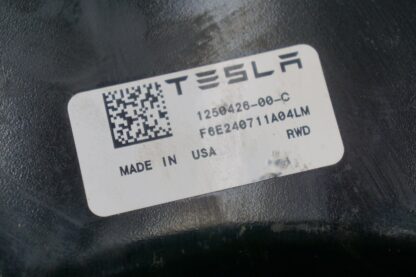 TESLA
1250426-00-C
F6E240711A04LM
MADE IN USA RWD